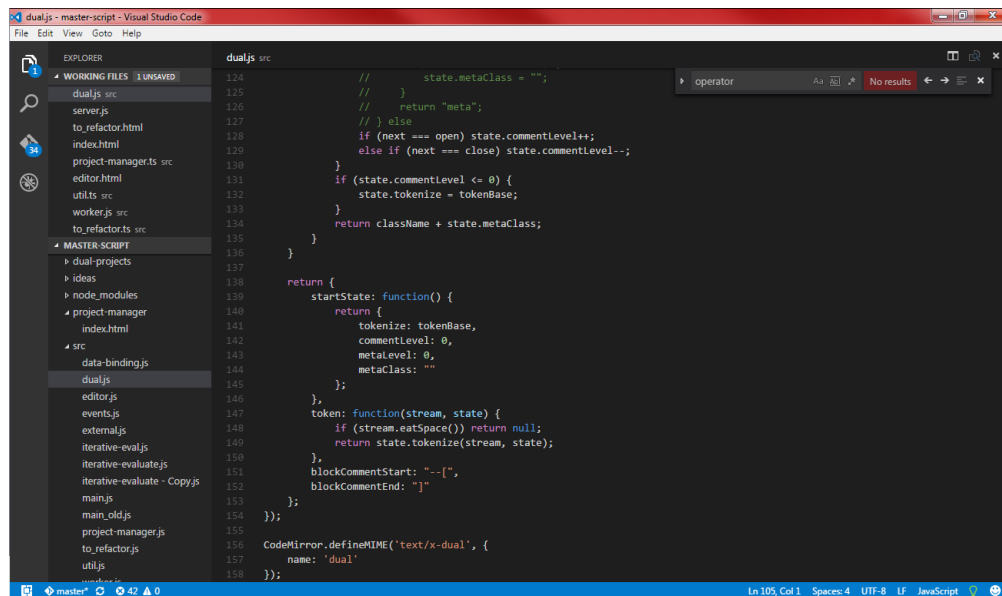 dual.js - master-script - Visual Studio Code
File Edit View Goto Help
EXPLORER
WORKING FILES 1 UNSAVED
dual.js src
server.js
to_refactor.html
index.html
project-manager.ts src
editor.html
util.ts src
worker.js src
to_refactor.ts src
MASTER-SCRIPT
dual-projects
ideas
node_modules
project-manager
index.html
src
data-binding.js
dual.js
editor.js
events.js
external.js
iterative-eval.js
iterative-evaluate.js
iterative-evaluate - Copy.js
main.js
main_old.js
project-manager.js
to_refactor.js
util.js
1
34
dual.js src
operator Aa Ab| .* No results
124 // state.metaClass = "";
125 // }
126 // return "meta";
127 // } else
128 if (next === open) state.commentLevel++;
129 else if (next === close) state.commentLevel--;
130 }
131 if (state.commentLevel <= 0) {
132 state.tokenize = tokenBase;
133 }
134 return className + state.metaClass;
135 }
136 }
137
138 return {
139 startState: function() {
140 return {
141 tokenize: tokenBase,
142 commentLevel: 0,
143 metaLevel: 0,
144 metaClass: ""
145 };
146 },
147 token: function(stream, state) {
148 if (stream.eatSpace()) return null;
149 return state.tokenize(stream, state);
150 },
151 blockCommentStart: "--[",
152 blockCommentEnd: "]"
153 };
154 });
155
156 CodeMirror.defineMIME('text/x-dual', {
157 name: 'dual'
158 });
master* 42 0 Ln 105, Col 1 Spaces: 4 UTF-8 LF JavaScript